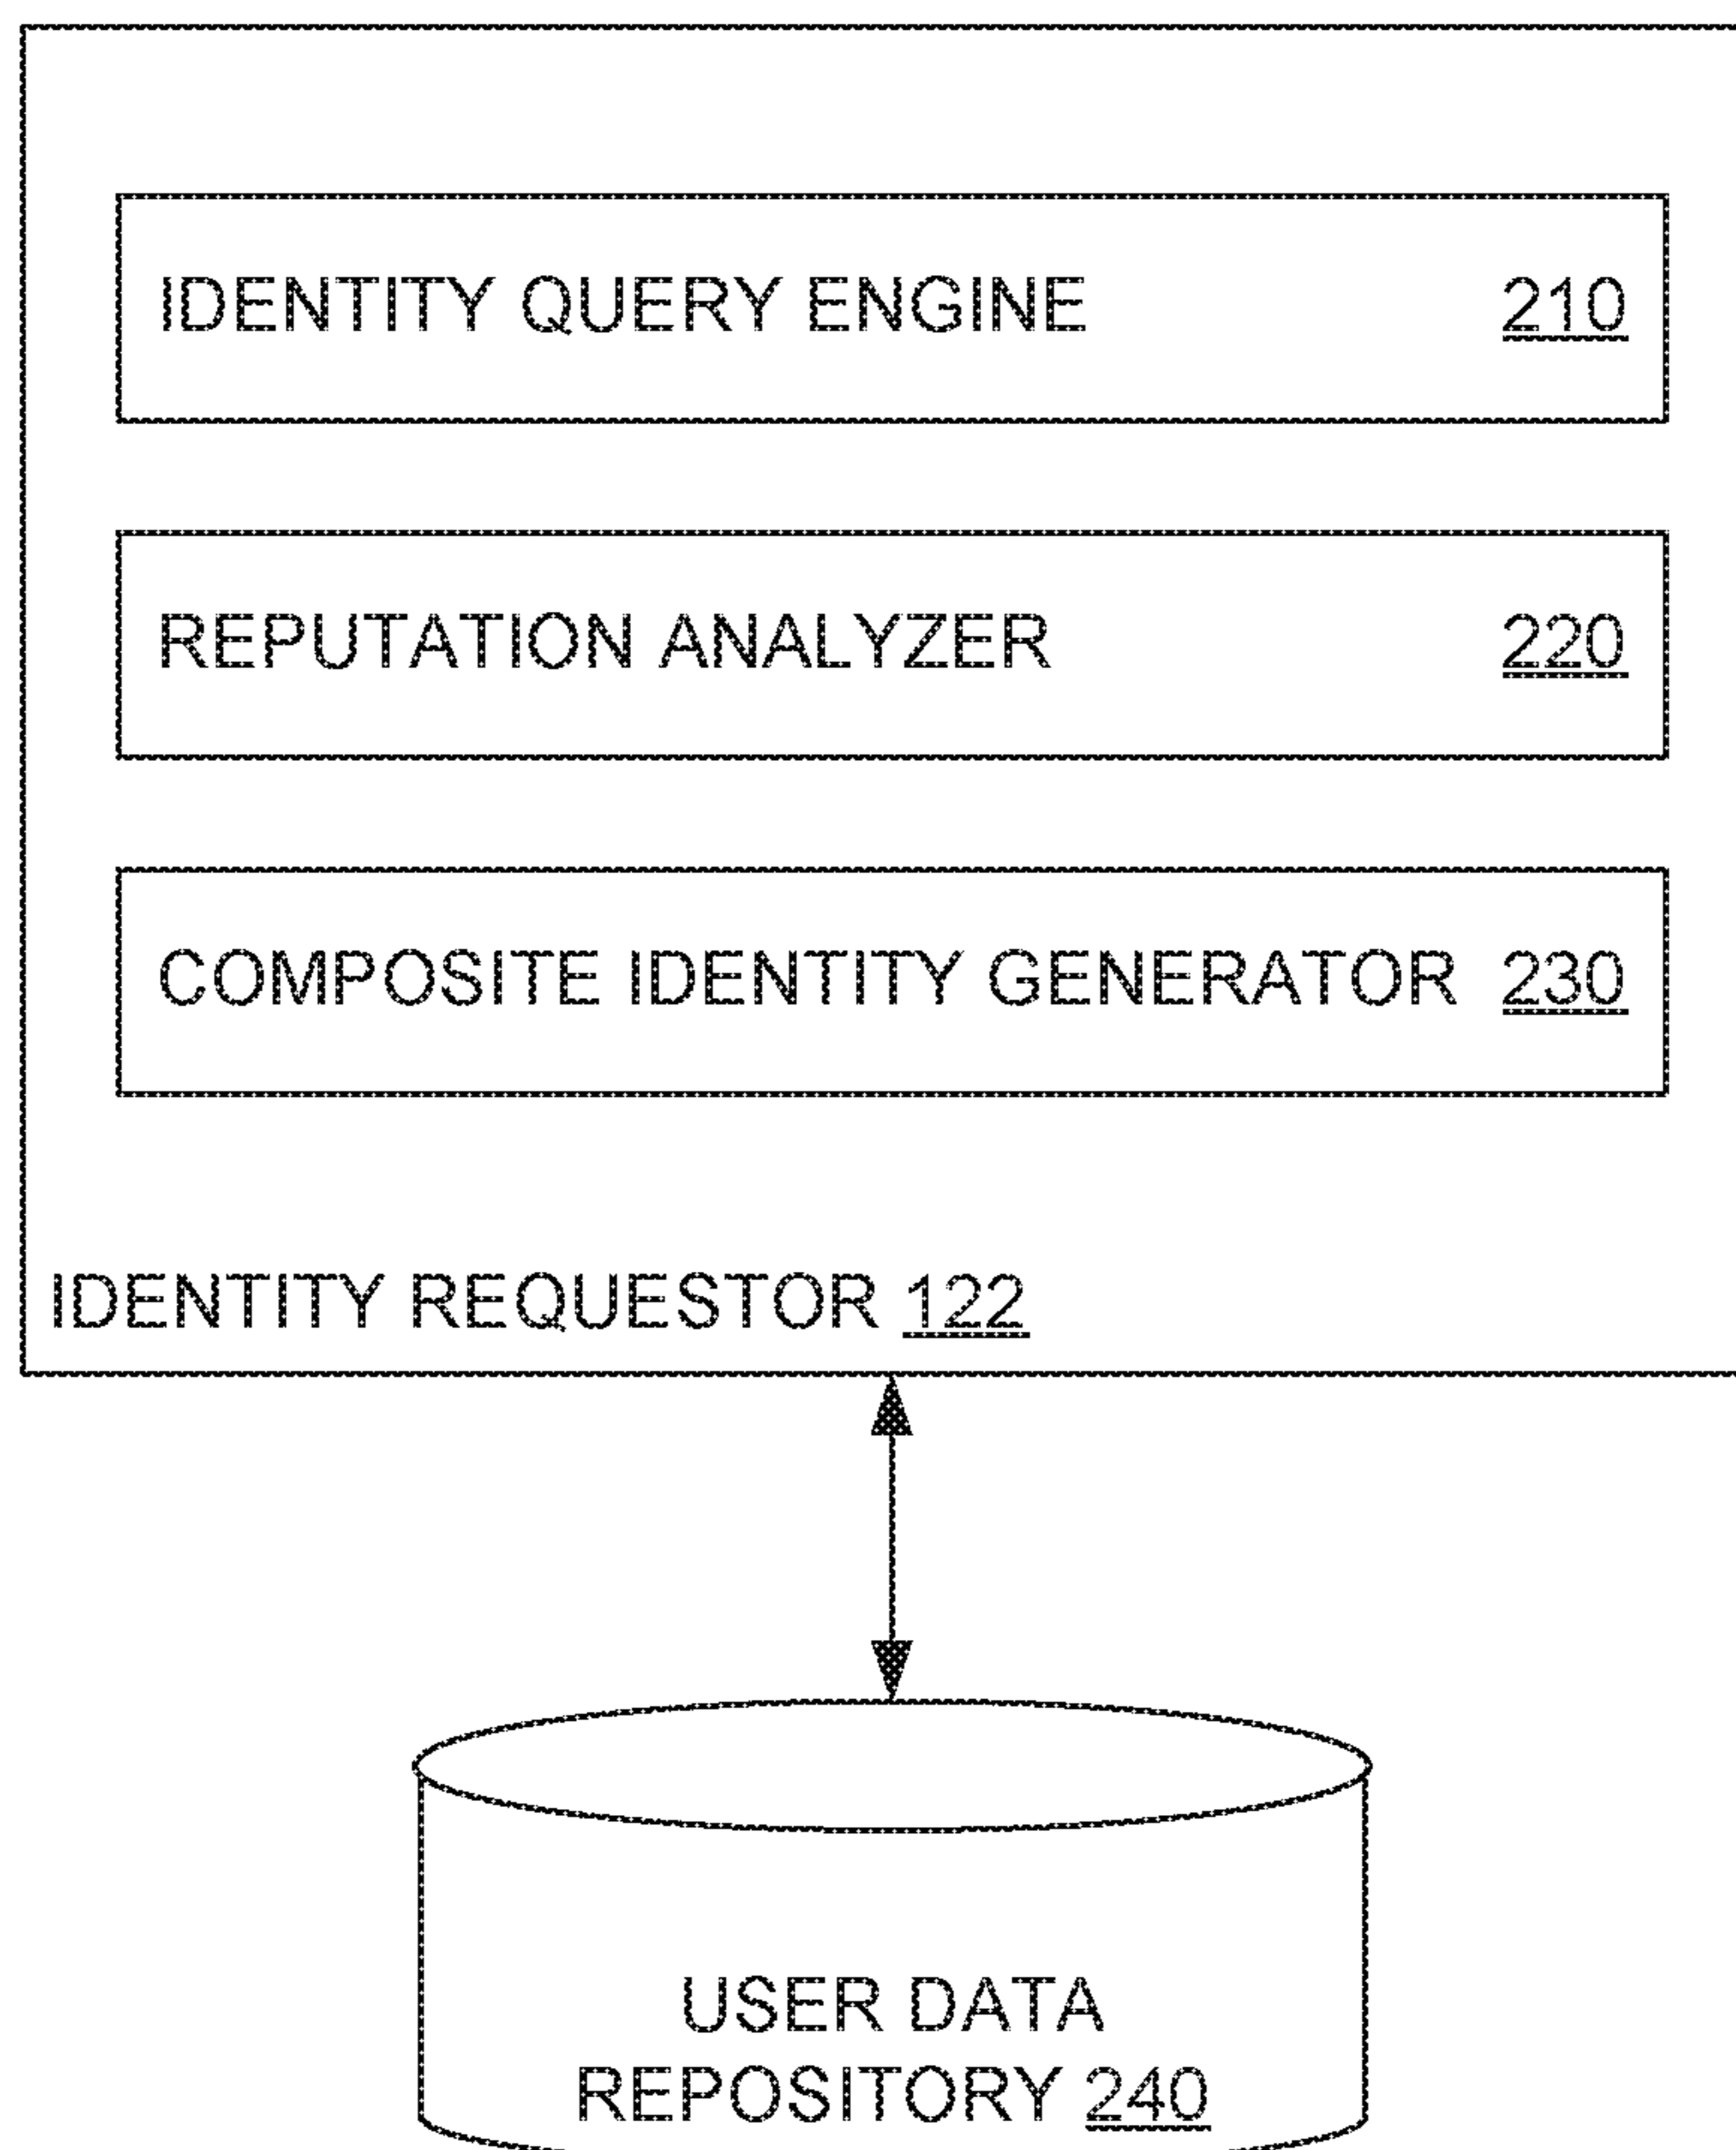 IDENTITY QUERY ENGINE 210
REPUTATION ANALYZER 220
COMPOSITE IDENTITY GENERATOR 230
IDENTITY REQUESTOR 122
USER DATA
REPOSITORY 240